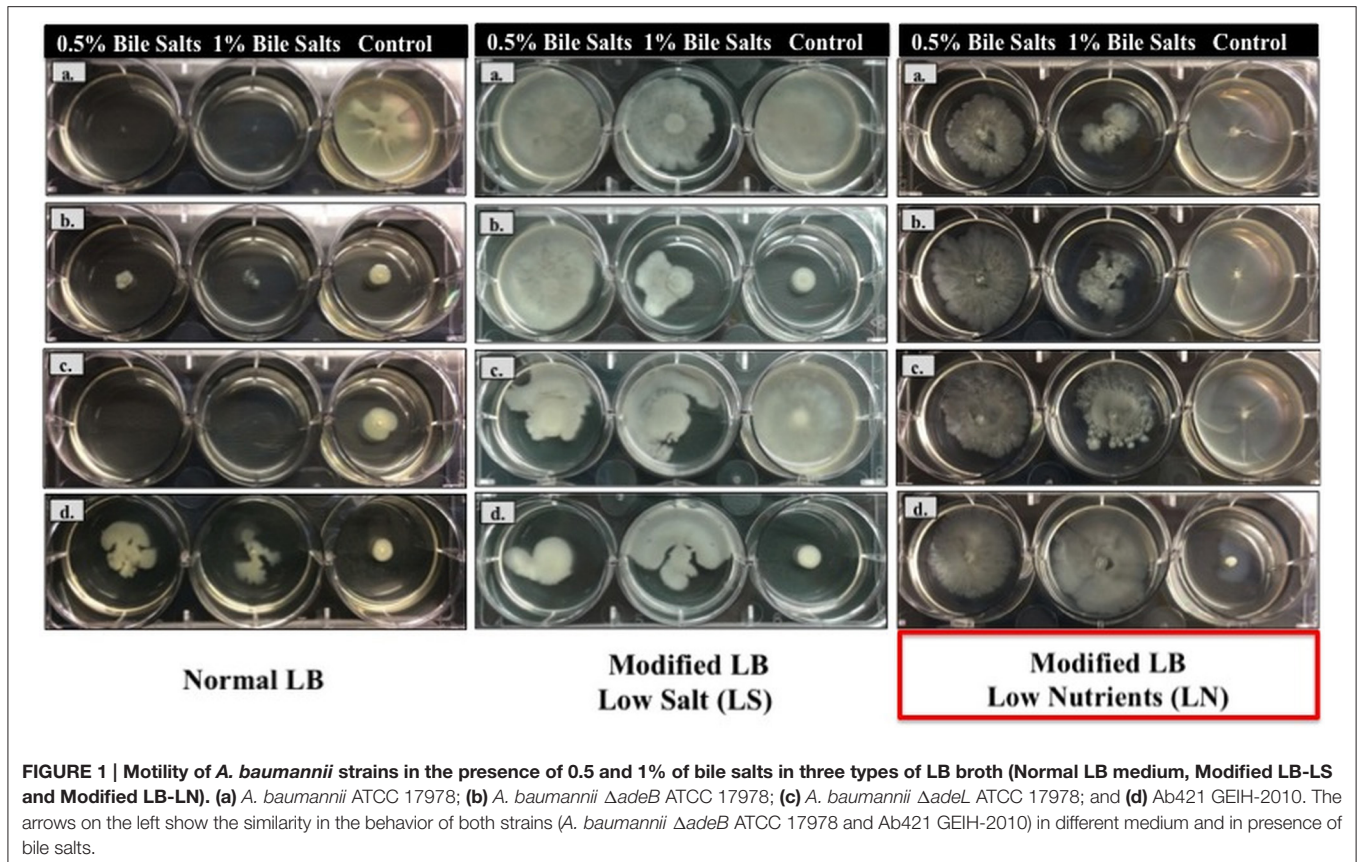 0.5% Bile Salts 1% Bile Salts Control
a.
b.
c.
d.
Normal LB
0.5% Bile Salts 1% Bile Salts Control
a.
b.
c.
d.
Modified LB
Low Salt (LS)
0.5% Bile Salts 1% Bile Salts Control
a.
b.
c.
d.
Modified LB
Low Nutrients (LN)
FIGURE 1 | Motility of A. baumannii strains in the presence of 0.5 and 1% of bile salts in three types of LB broth (Normal LB medium, Modified LB-LS
and Modified LB-LN). (a) A. baumannii ATCC 17978; (b) A. baumannii ΔadeB ATCC 17978; (c) A. baumannii ΔadeL ATCC 17978; and (d) Ab421 GEIH-2010. The
arrows on the left show the similarity in the behavior of both strains (A. baumannii ΔadeB ATCC 17978 and Ab421 GEIH-2010) in different medium and in presence of
bile salts.